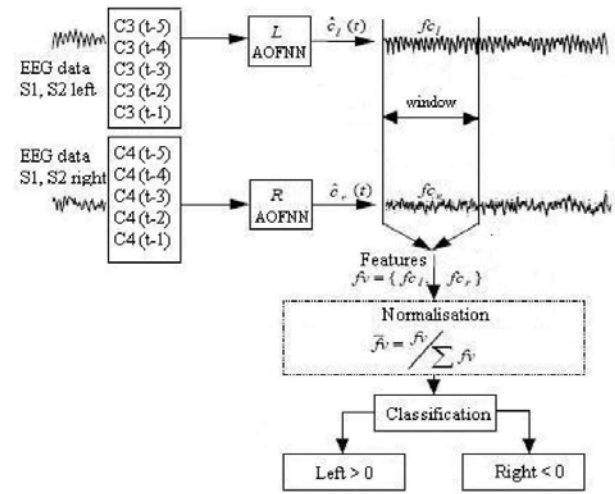 EEG data
S1, S2 left
C3 (t-5)
C3 (t-4)
C3 (t-3)
C3 (t-2)
C3 (t-1)
L
AOFNN
ĉ_l (t)
fc_l
window
EEG data
S1, S2 right
C4 (t-5)
C4 (t-4)
C4 (t-3)
C4 (t-2)
C4 (t-1)
R
AOFNN
ĉ_r (t)
fc_r
Features
fv = { fc_l, fc_r }
Normalisation
f̅v̅ = fv / ∑ fv
Classification
Left > 0
Right < 0